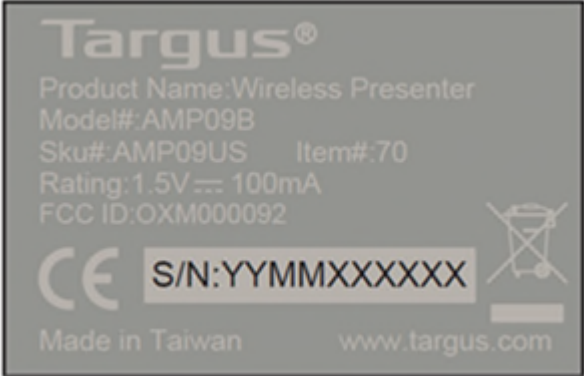 Targus®
Product Name:Wireless Presenter
Model#:AMP09B
Sku#:AMP09US Item#:70
Rating:1.5V⎓ 100mA
FCC ID:OXM000092
CE S/N:YYMMXXXXXX
Made in Taiwan www.targus.com